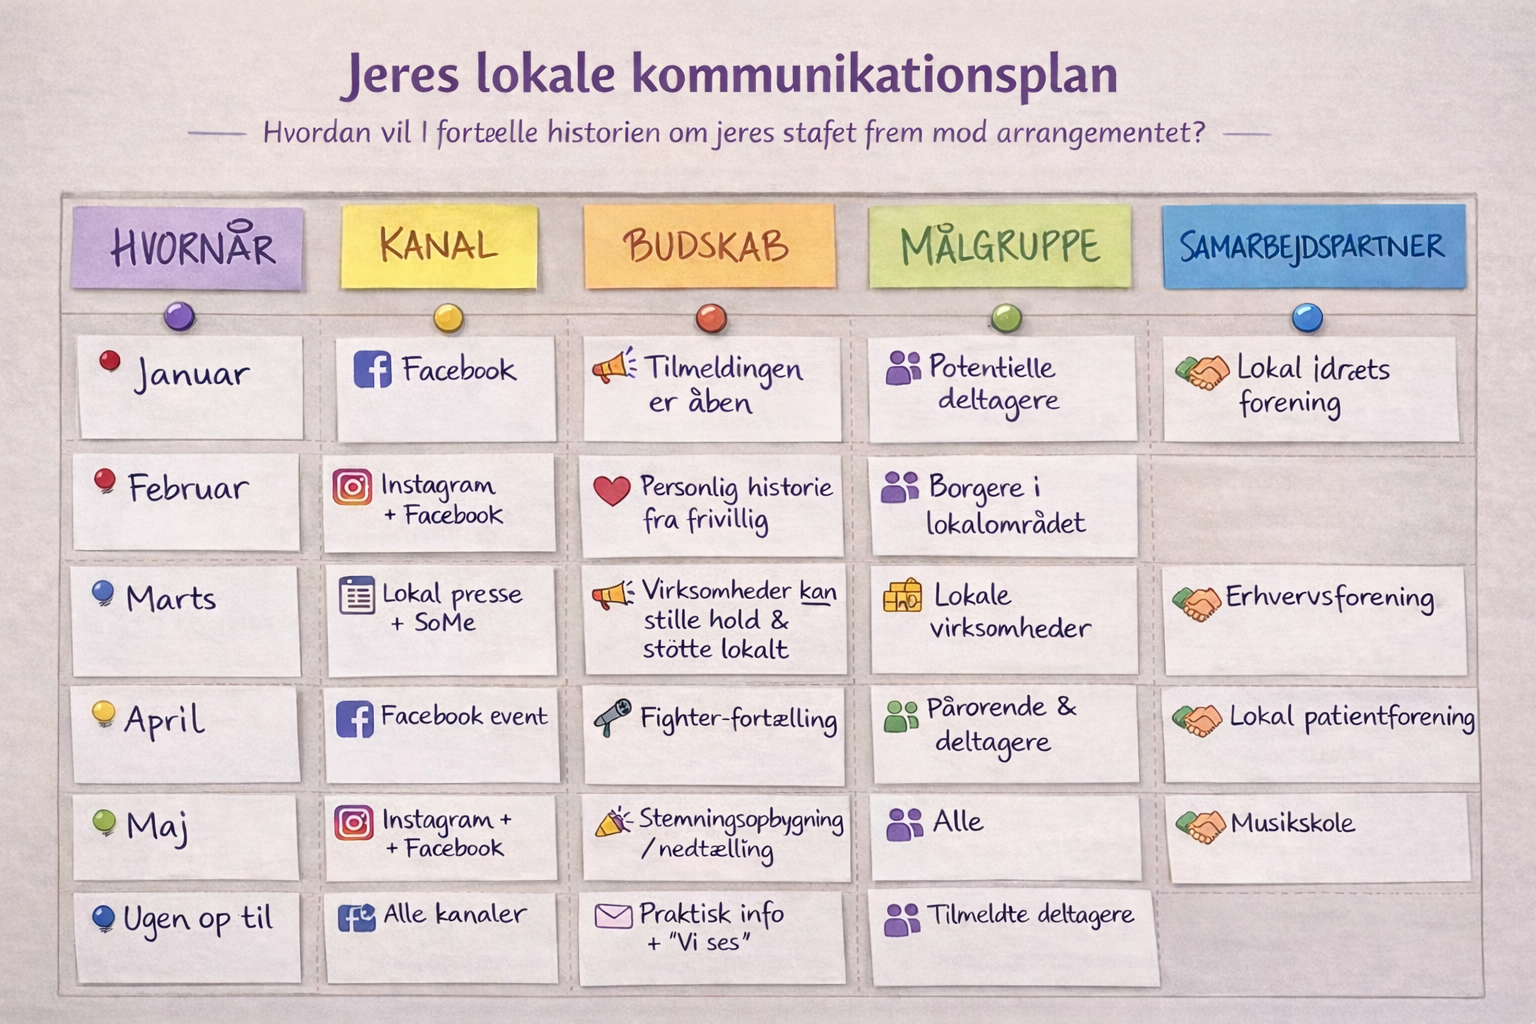 Jeres lokale kommunikationsplan
Hvordan vil I forteelle historien om jeres stafet frem mod arrangementet?
HVORNÅR
KANAL
BUDSKAB
MÅLGRUPPE
SAMARBEJDSPARTNER
Januar
Facebook
Tilmeldingen
er åben
Potentielle
deltagere
Lokal idræts
forening
Februar
Instagram
+ Facebook
Personlig historie
fra frivillig
Borgere i
lokalområdet
Marts
Lokal presse
+ SoMe
Virksomheder kan
stille hold &
stötte lokalt
Lokale
virksomheder
Erhvervsforening
April
Facebook event
Fighter-fortælling
Pårorende &
deltagere
Lokal patientforening
Maj
Instagram +
+ Facebook
Stemningsopbygning
/nedtælling
Alle
Musikskole
Ugen op til
Alle kanaler
Praktisk info
+ "Vi ses"
Tilmeldte deltagere